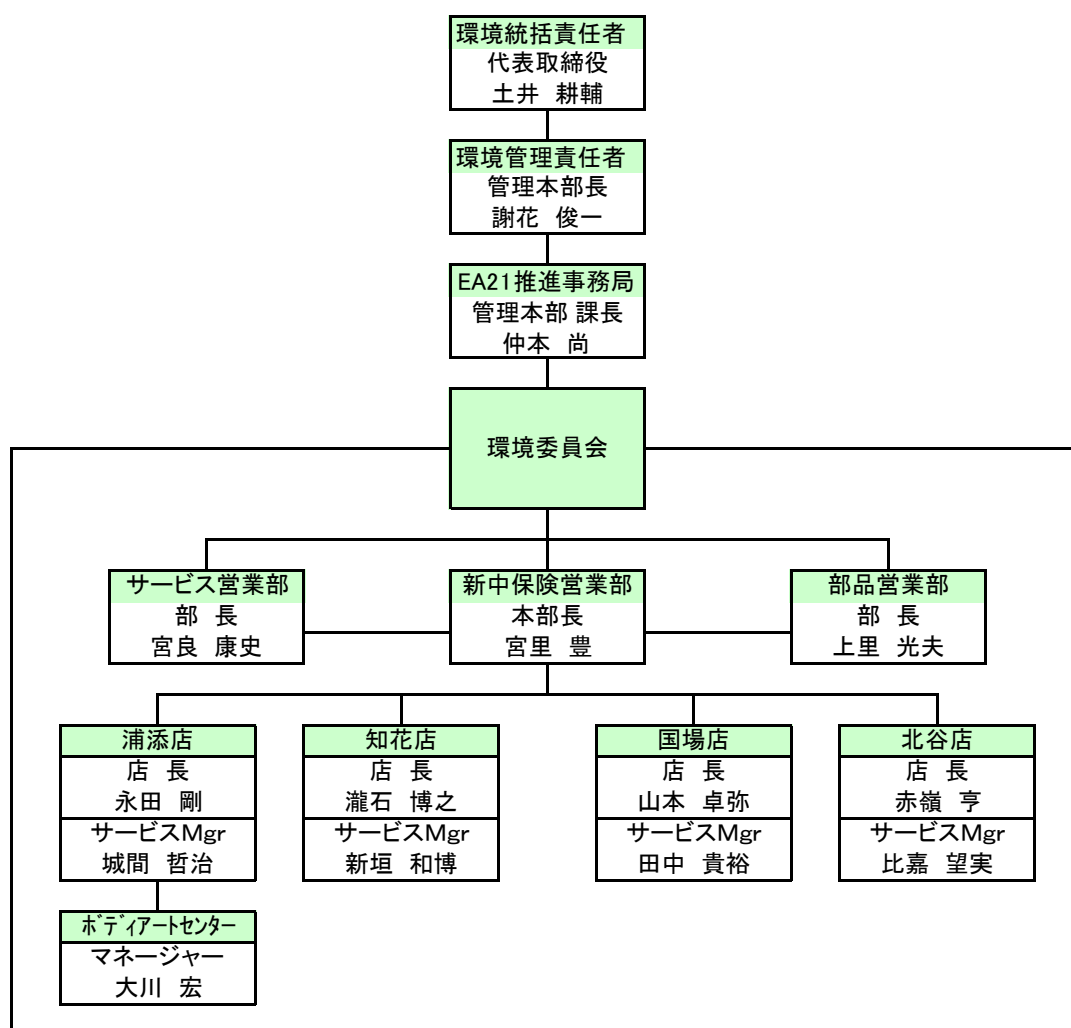 環境統括責任者
代表取締役
土井 耕輔
環境管理責任者
管理本部長
謝花 俊一
EA21推進事務局
管理本部 課長
仲本 尚
環境委員会
サービス営業部
部 長
宮良 康史
新中保険営業部
本部長
宮里 豊
部品営業部
部 長
上里 光夫
浦添店
店 長
永田 剛
サービスMgr
城間 哲治
知花店
店 長
瀧石 博之
サービスMgr
新垣 和博
国場店
店 長
山本 卓弥
サービスMgr
田中 貴裕
北谷店
店 長
赤嶺 亨
サービスMgr
比嘉 望実
ﾎﾞﾃﾞｨｱｰﾄｾﾝﾀｰ
マネージャー
大川 宏